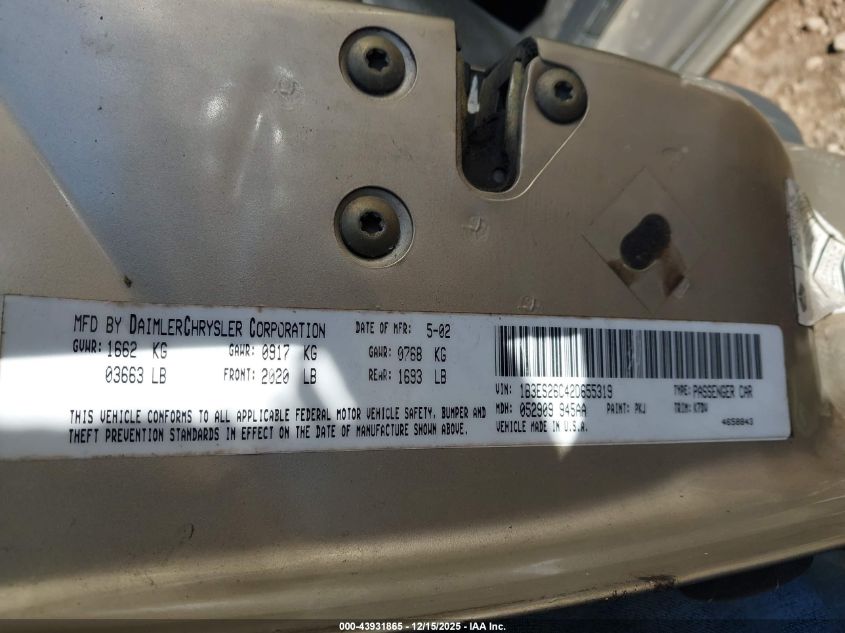 MFD BY DAIMLERCHRYSLER CORPORATION DATE OF MFR: 5-02
GVWR: 1662 KG GAWR: 0917 KG GAWR: 0768 KG
03663 LB FRONT: 2020 LB REAR: 1693 LB
THIS VEHICLE CONFORMS TO ALL APPLICABLE FEDERAL MOTOR VEHICLE SAFETY, BUMPER AND
THEFT PREVENTION STANDARDS IN EFFECT ON THE DATE OF MANUFACTURE SHOWN ABOVE.
VIN: 1B3ES26C42D655319 TYPE: PASSENGER CAR
MDH: 052909 945AA PAINT: PKJ TRIM: K7DV
VEHICLE MADE IN U.S.A. 4658843
000-43931865 - 12/15/2025 - IAA Inc.